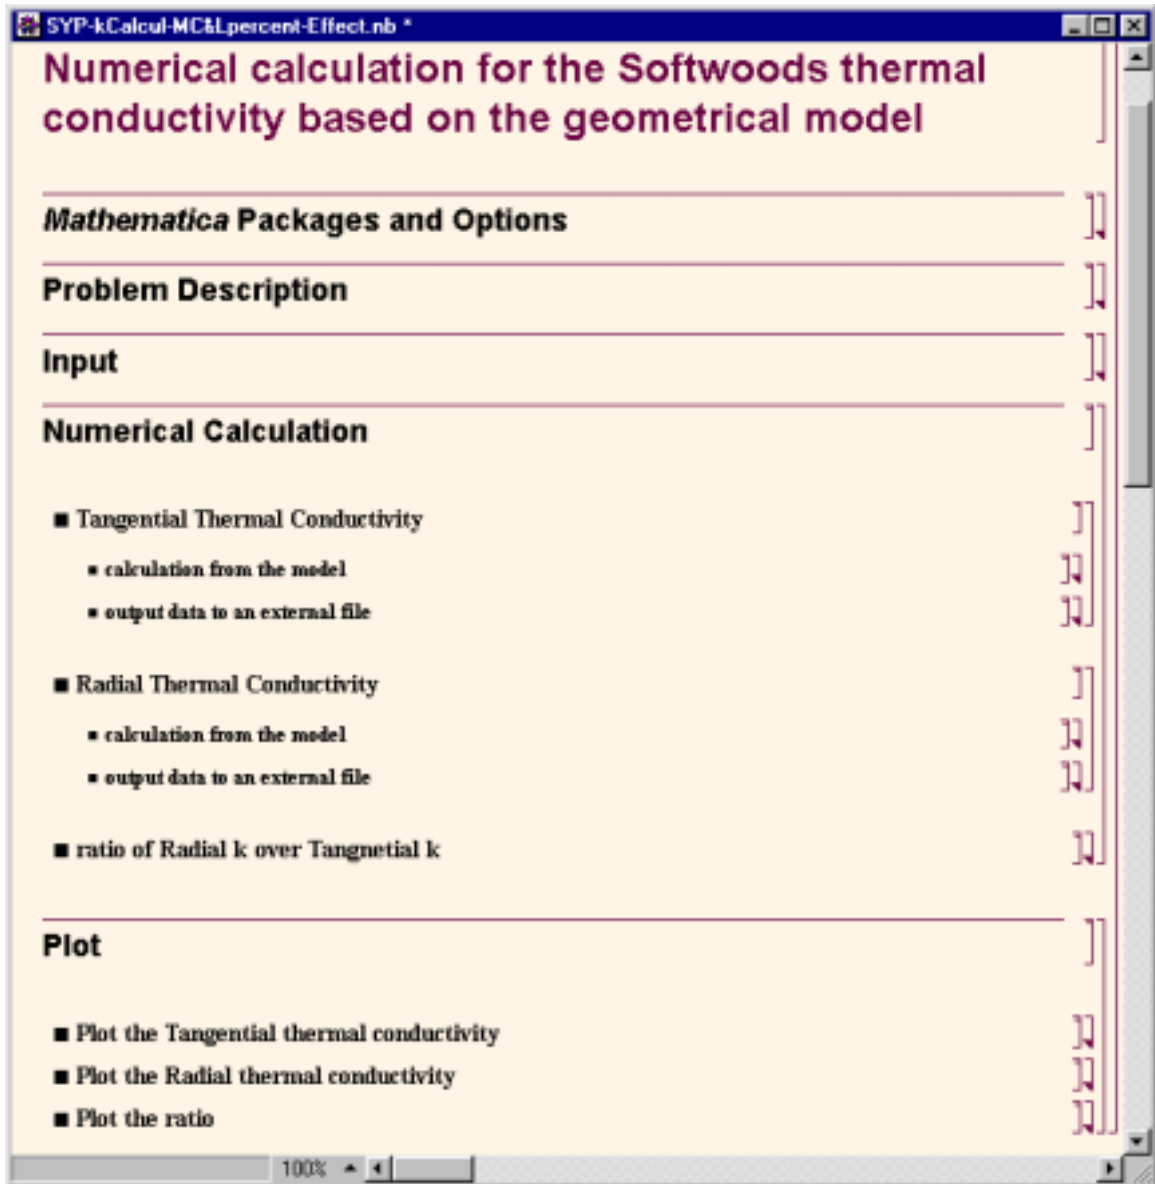 SYP-kCalcul-MC&Lpercent-Effect.nb *
Numerical calculation for the Softwoods thermal
conductivity based on the geometrical model
Mathematica Packages and Options
Problem Description
Input
Numerical Calculation
■ Tangential Thermal Conductivity
▪ calculation from the model
▪ output data to an external file
■ Radial Thermal Conductivity
▪ calculation from the model
▪ output data to an external file
■ ratio of Radial k over Tangnetial k
Plot
■ Plot the Tangential thermal conductivity
■ Plot the Radial thermal conductivity
■ Plot the ratio
100%